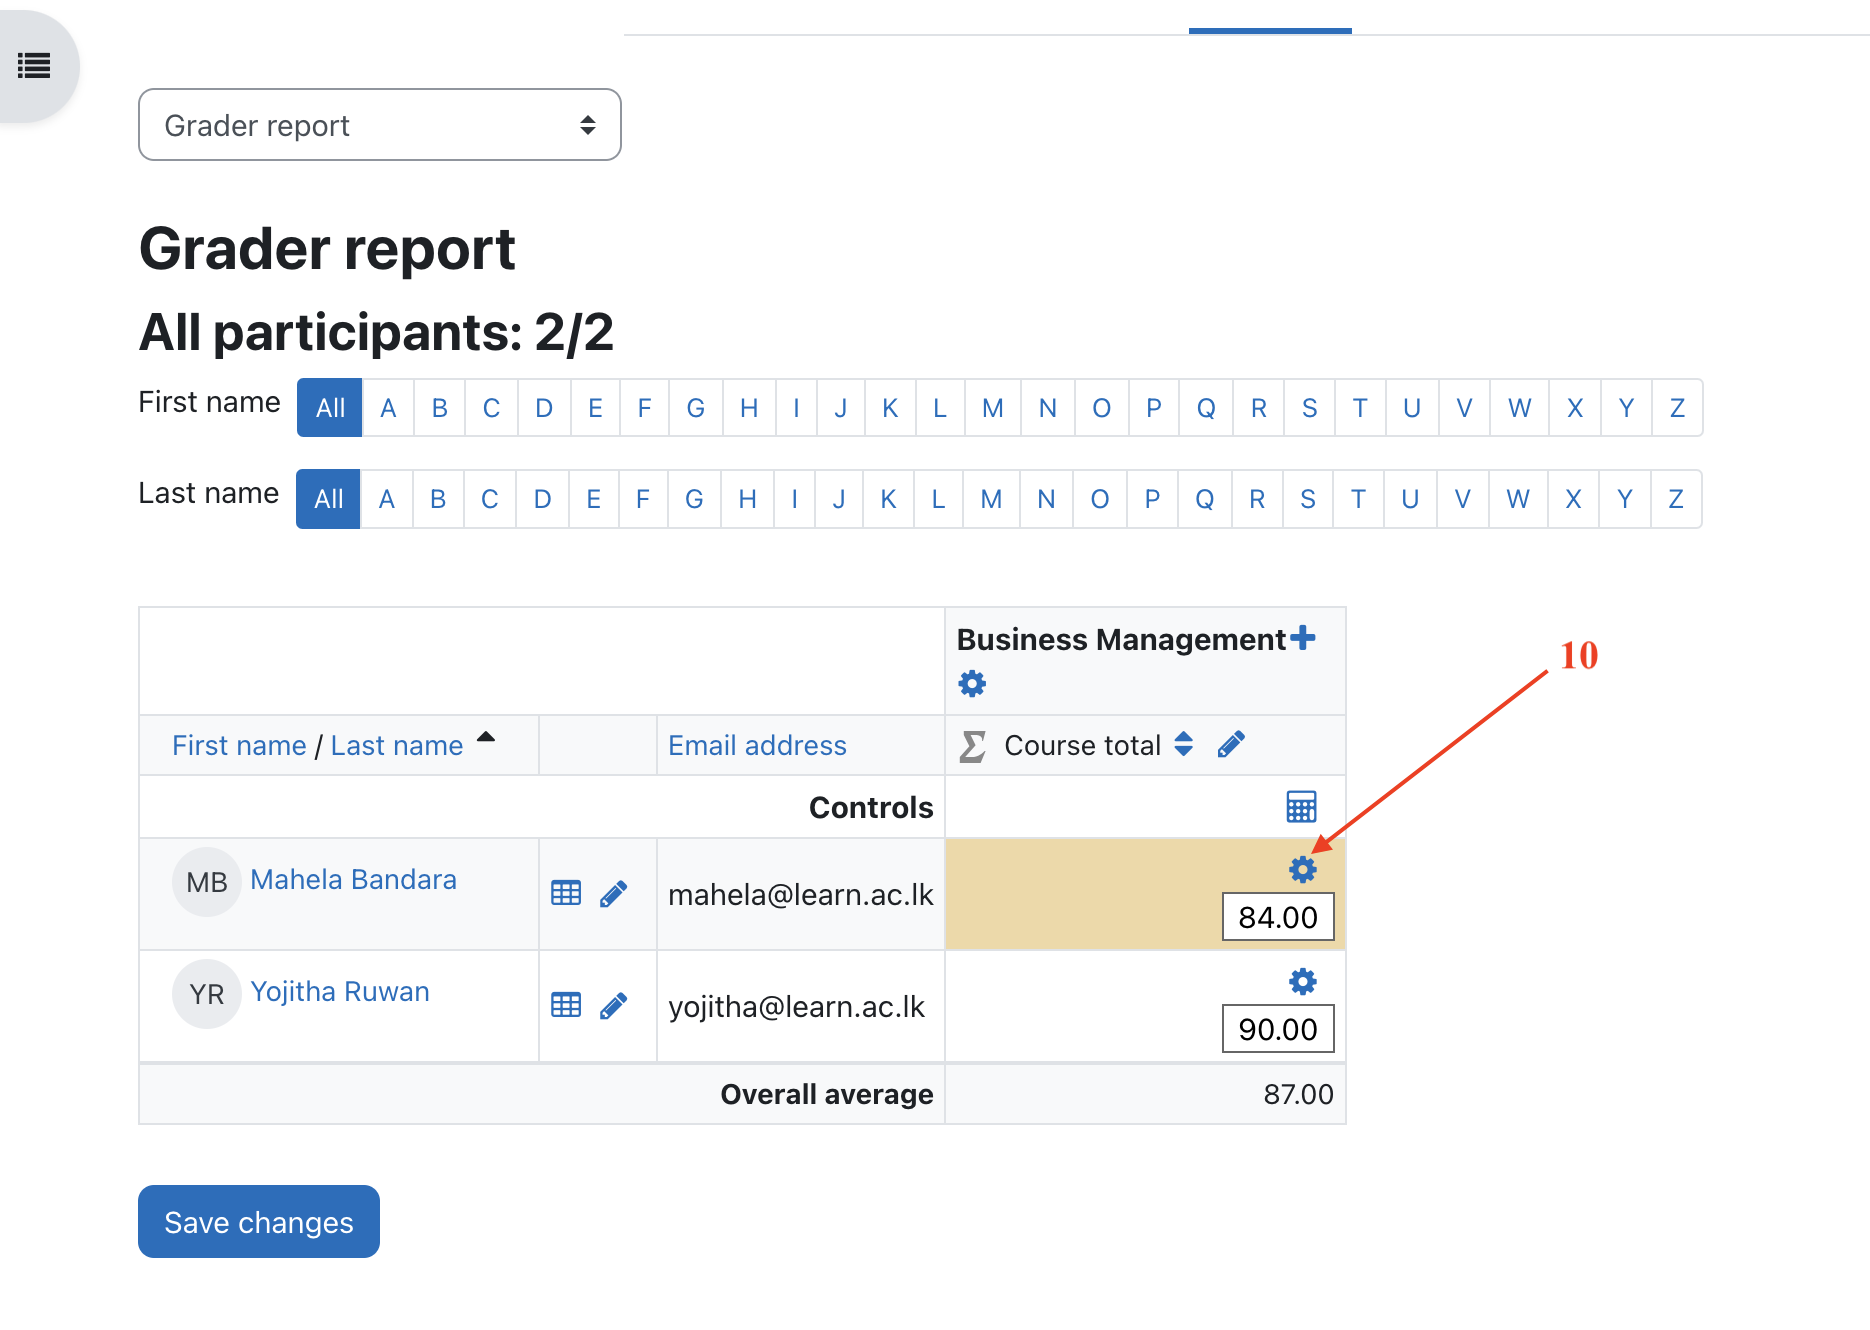 Grader report
Grader report
All participants: 2/2
First name All A B C D E F G H I J K L M N O P Q R S T U V W X Y Z
Last name All A B C D E F G H I J K L M N O P Q R S T U V W X Y Z
Business Management
10
First name / Last name Email address Σ Course total
Controls
MB Mahela Bandara mahela@learn.ac.lk 84.00
YR Yojitha Ruwan yojitha@learn.ac.lk 90.00
Overall average 87.00
Save changes